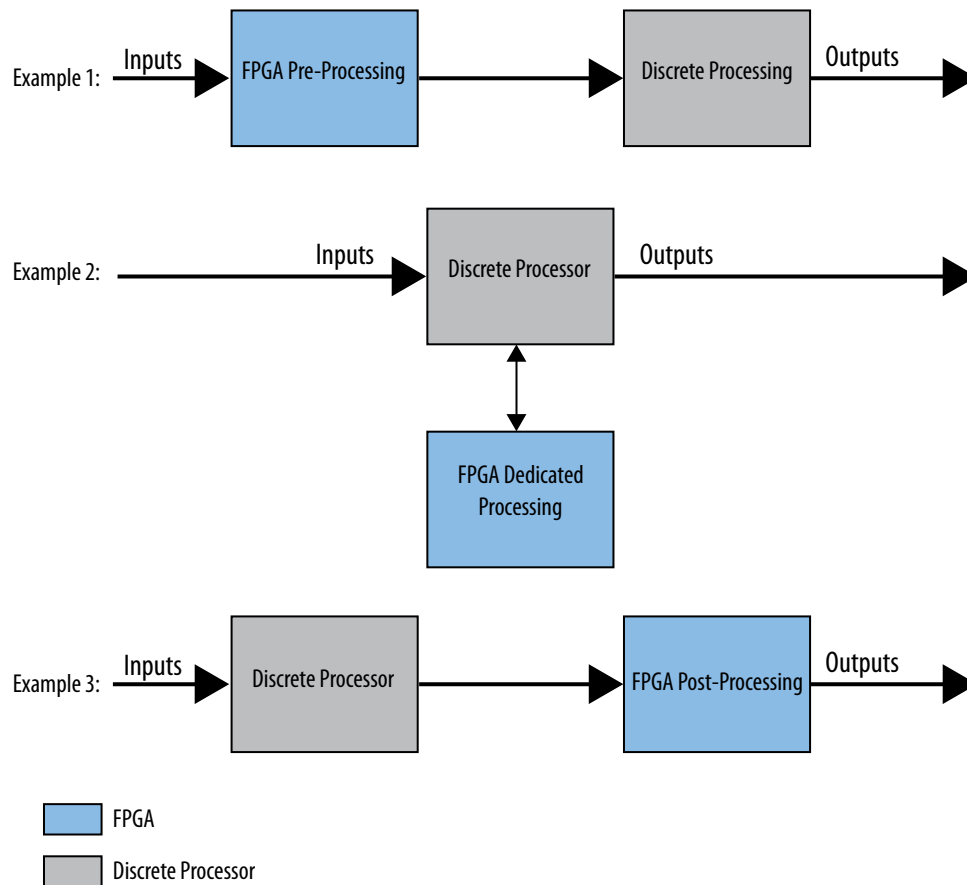 Example 1:
Inputs
FPGA Pre-Processing
Discrete Processing
Outputs
Example 2:
Inputs
Discrete Processor
Outputs
FPGA Dedicated
Processing
Example 3:
Inputs
Discrete Processor
FPGA Post-Processing
Outputs
FPGA
Discrete Processor